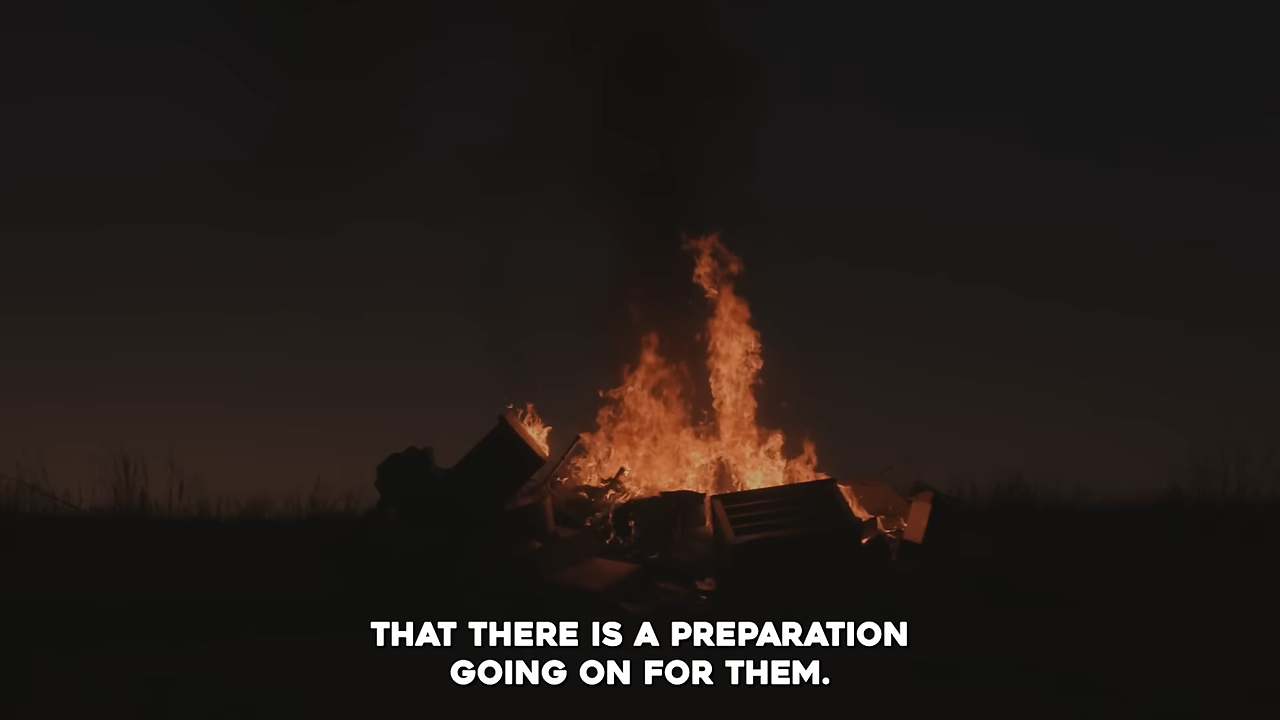 THAT THERE IS A PREPARATION
GOING ON FOR THEM.